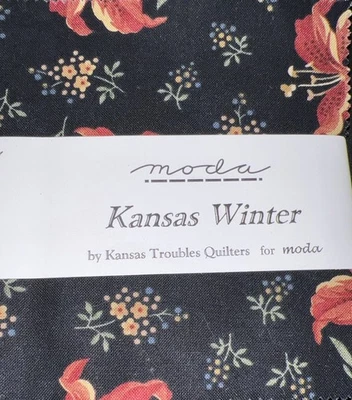 moda
Kansas Winter
by Kansas Troubles Quilters for moda